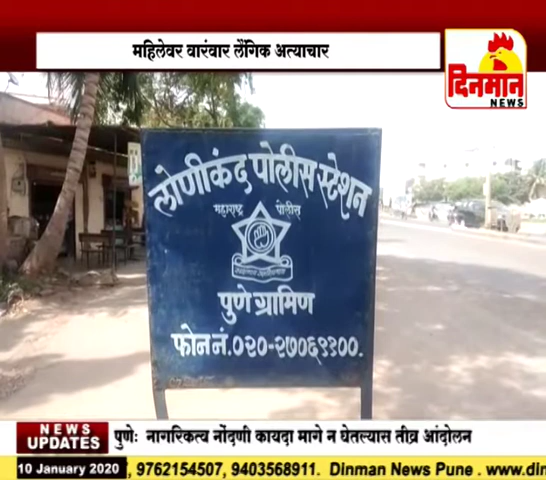 महिलेवर वारंवार लैंगिक अत्याचार
दिनमान
NEWS
लोणीकंद पोलीस स्टेशन
महाराष्ट्र पोलीस
पुणे ग्रामिण
फोन नं.०२०-२७०६९१००.
NEWS
UPDATES
पुणे: नागरिकत्व नोंदणी कायदा मागे न घेतल्यास तीव्र आंदोलन
10 January 2020 , 9762154507, 9403568911. Dinman News Pune . www.din